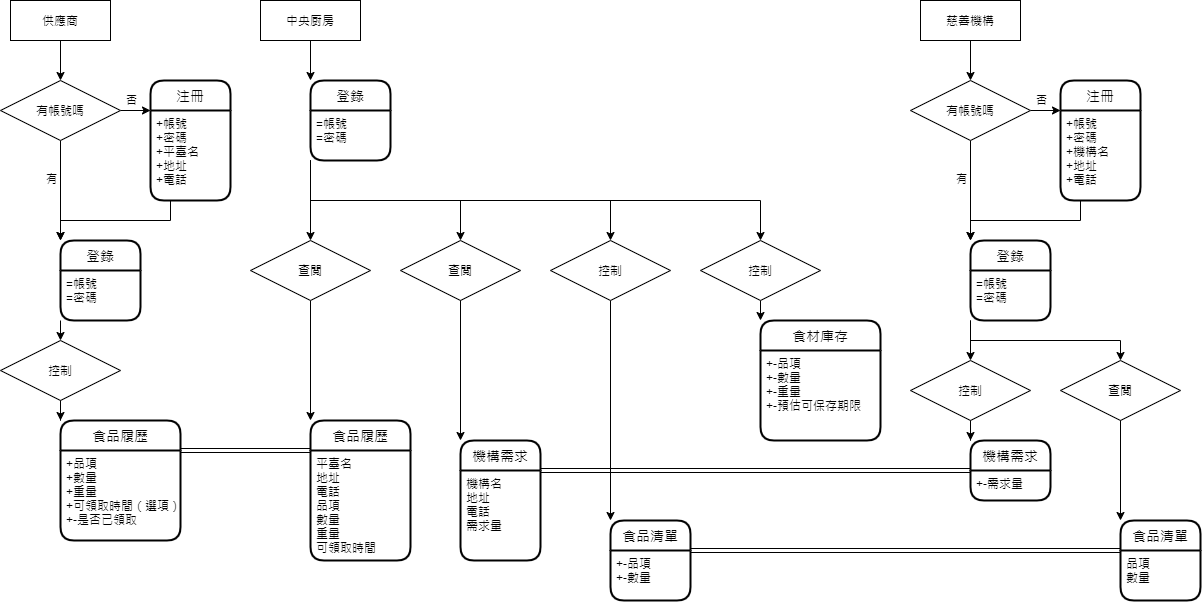 供應商
有帳號嗎
否
注冊
+帳號
+密碼
+平臺名
+地址
+電話
有
登錄
=帳號
=密碼
控制
食品履歷
+品項
+數量
+重量
+可領取時間（選項）
+-是否已領取
中央廚房
登錄
=帳號
=密碼
查閱
查閱
控制
控制
食品履歷
平臺名
地址
電話
品項
數量
重量
可領取時間
機構需求
機構名
地址
電話
需求量
食品清單
+-品項
+-數量
食材庫存
+-品項
+-數量
+-重量
+-預估可保存期限
慈善機構
有帳號嗎
否
注冊
+帳號
+密碼
+機構名
+地址
+電話
有
登錄
=帳號
=密碼
控制
查閱
機構需求
+-需求量
食品清單
品項
數量